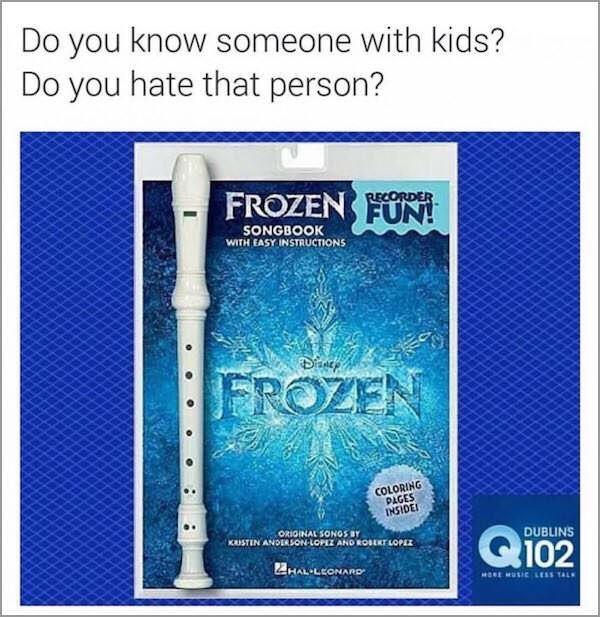 Do you know someone with kids?
Do you hate that person?
FROZEN
SONGBOOK
WITH EASY INSTRUCTIONS
RECORDER
FUN!
Disney
FROZEN
COLORING
PAGES
INSIDE!
ORIGINAL SONGS BY
KRISTEN ANDERSON-LOPEZ AND ROBERT LOPEZ
HAL•LEONARD®
DUBLIN'S
Q102
MORE MUSIC LESS TALK